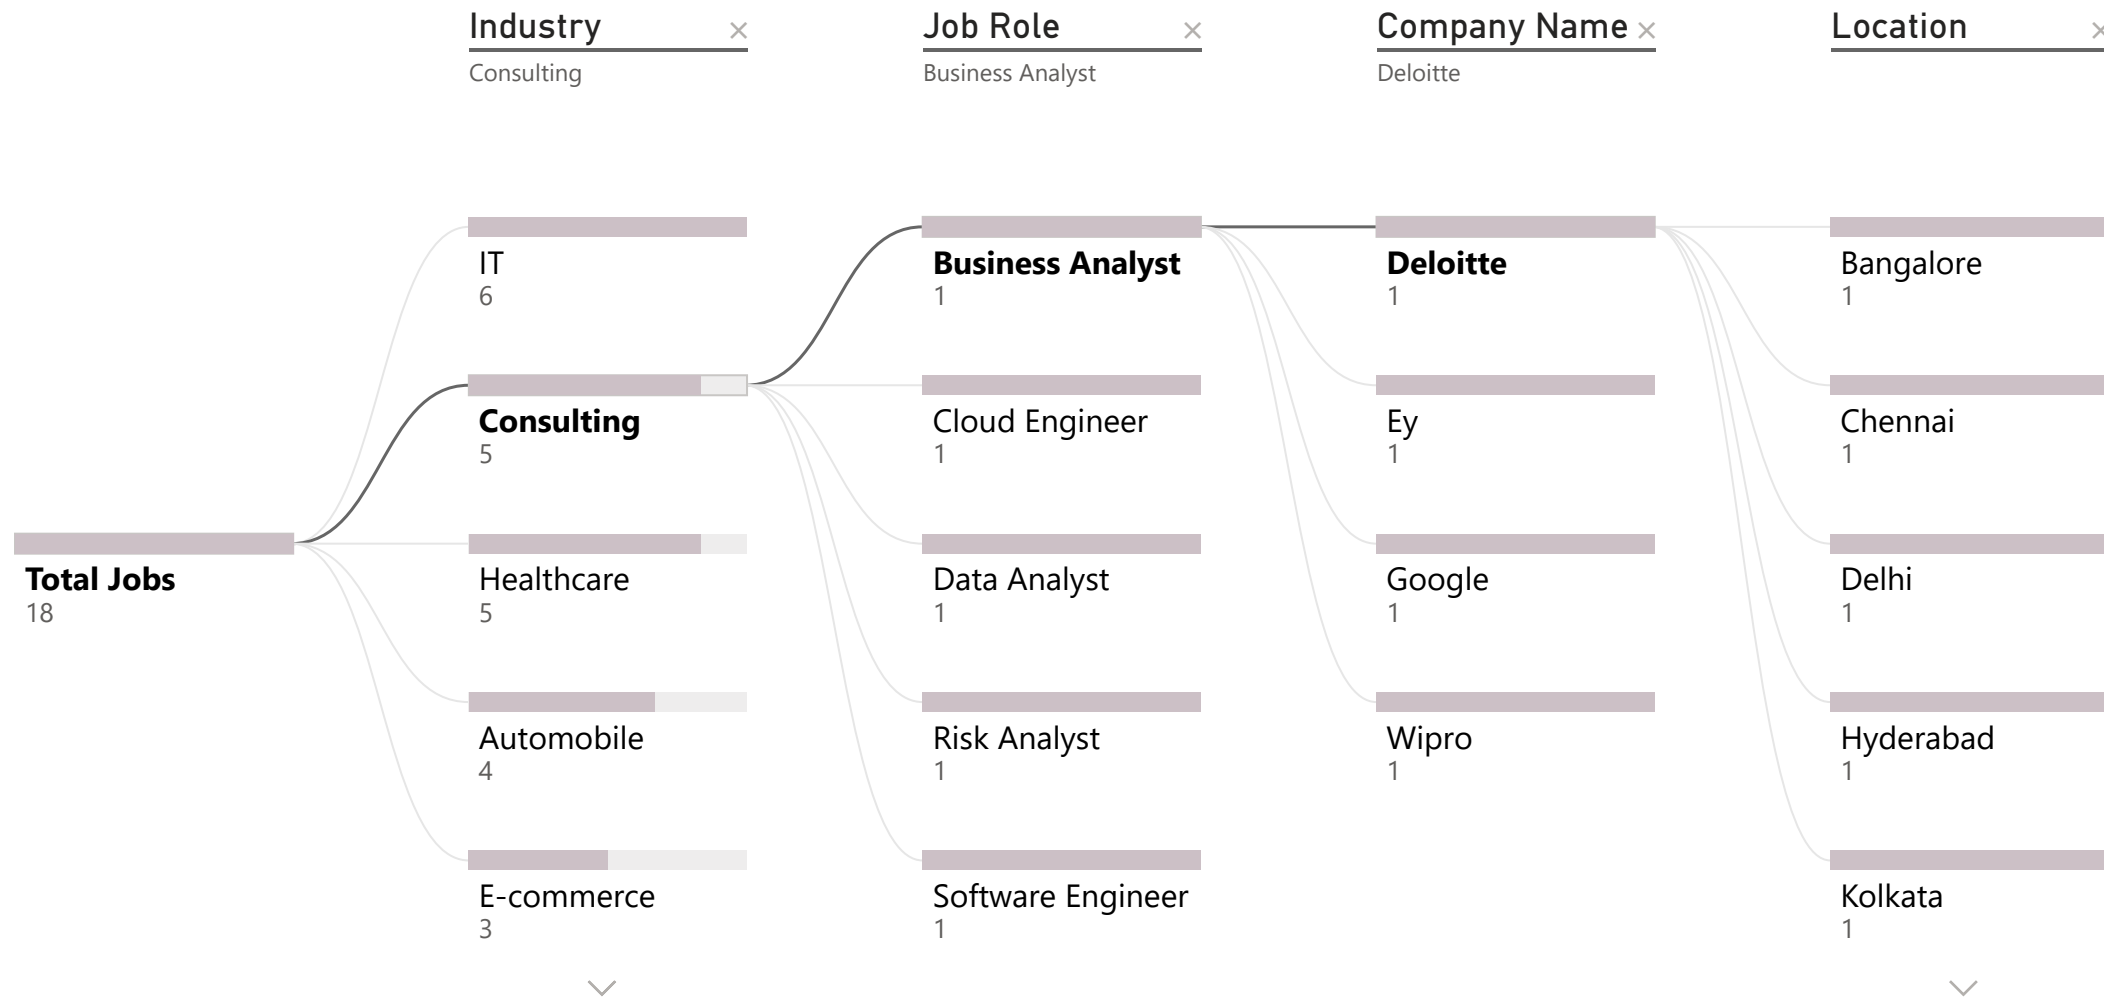 Industry
Consulting
Job Role
Business Analyst
Company Name
Deloitte
Location
Total Jobs
18
IT
6
Consulting
5
Healthcare
5
Automobile
4
E-commerce
3
Business Analyst
1
Cloud Engineer
1
Data Analyst
1
Risk Analyst
1
Software Engineer
1
Deloitte
1
Ey
1
Google
1
Wipro
1
Bangalore
1
Chennai
1
Delhi
1
Hyderabad
1
Kolkata
1